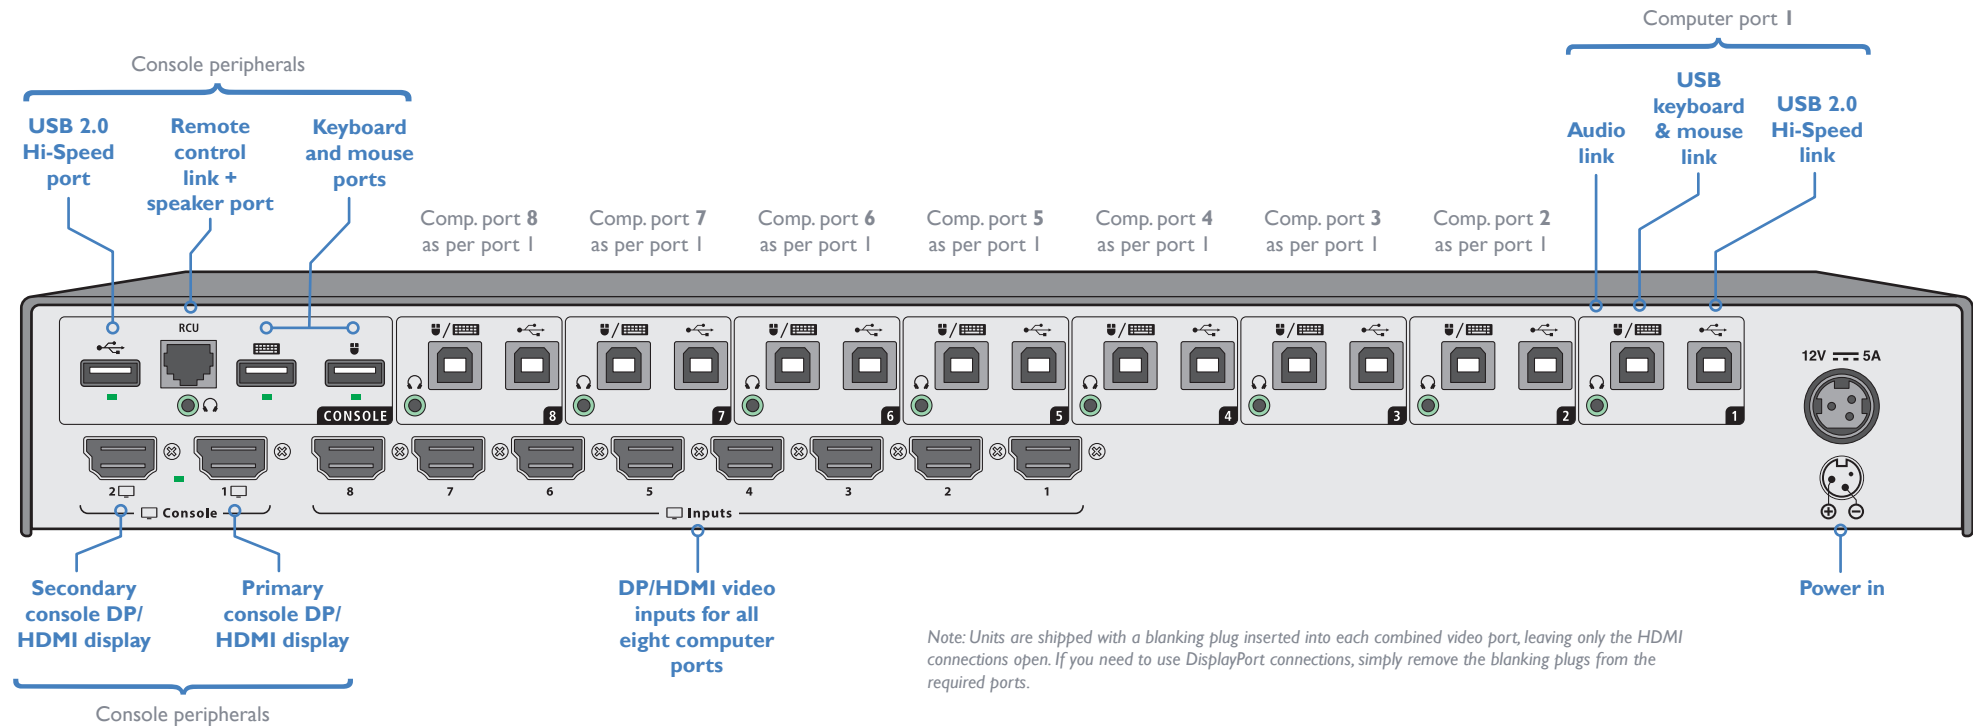 Computer port 1
Console peripherals
USB 2.0
Hi-Speed
port
Remote
control
link +
speaker port
Keyboard
and mouse
ports
Audio
link
USB
keyboard
& mouse
link
USB 2.0
Hi-Speed
link
Comp. port 8
as per port 1
Comp. port 7
as per port 1
Comp. port 6
as per port 1
Comp. port 5
as per port 1
Comp. port 4
as per port 1
Comp. port 3
as per port 1
Comp. port 2
as per port 1
RCU
12V 5A
CONSOLE
8
7
6
5
4
3
2
1
2
1
8
7
6
5
4
3
2
1
Console
Inputs
Secondary
console DP/
HDMI display
Primary
console DP/
HDMI display
DP/HDMI video
inputs for all
eight computer
ports
Power in
Note: Units are shipped with a blanking plug inserted into each combined video port, leaving only the HDMI
connections open. If you need to use DisplayPort connections, simply remove the blanking plugs from the
required ports.
Console peripherals